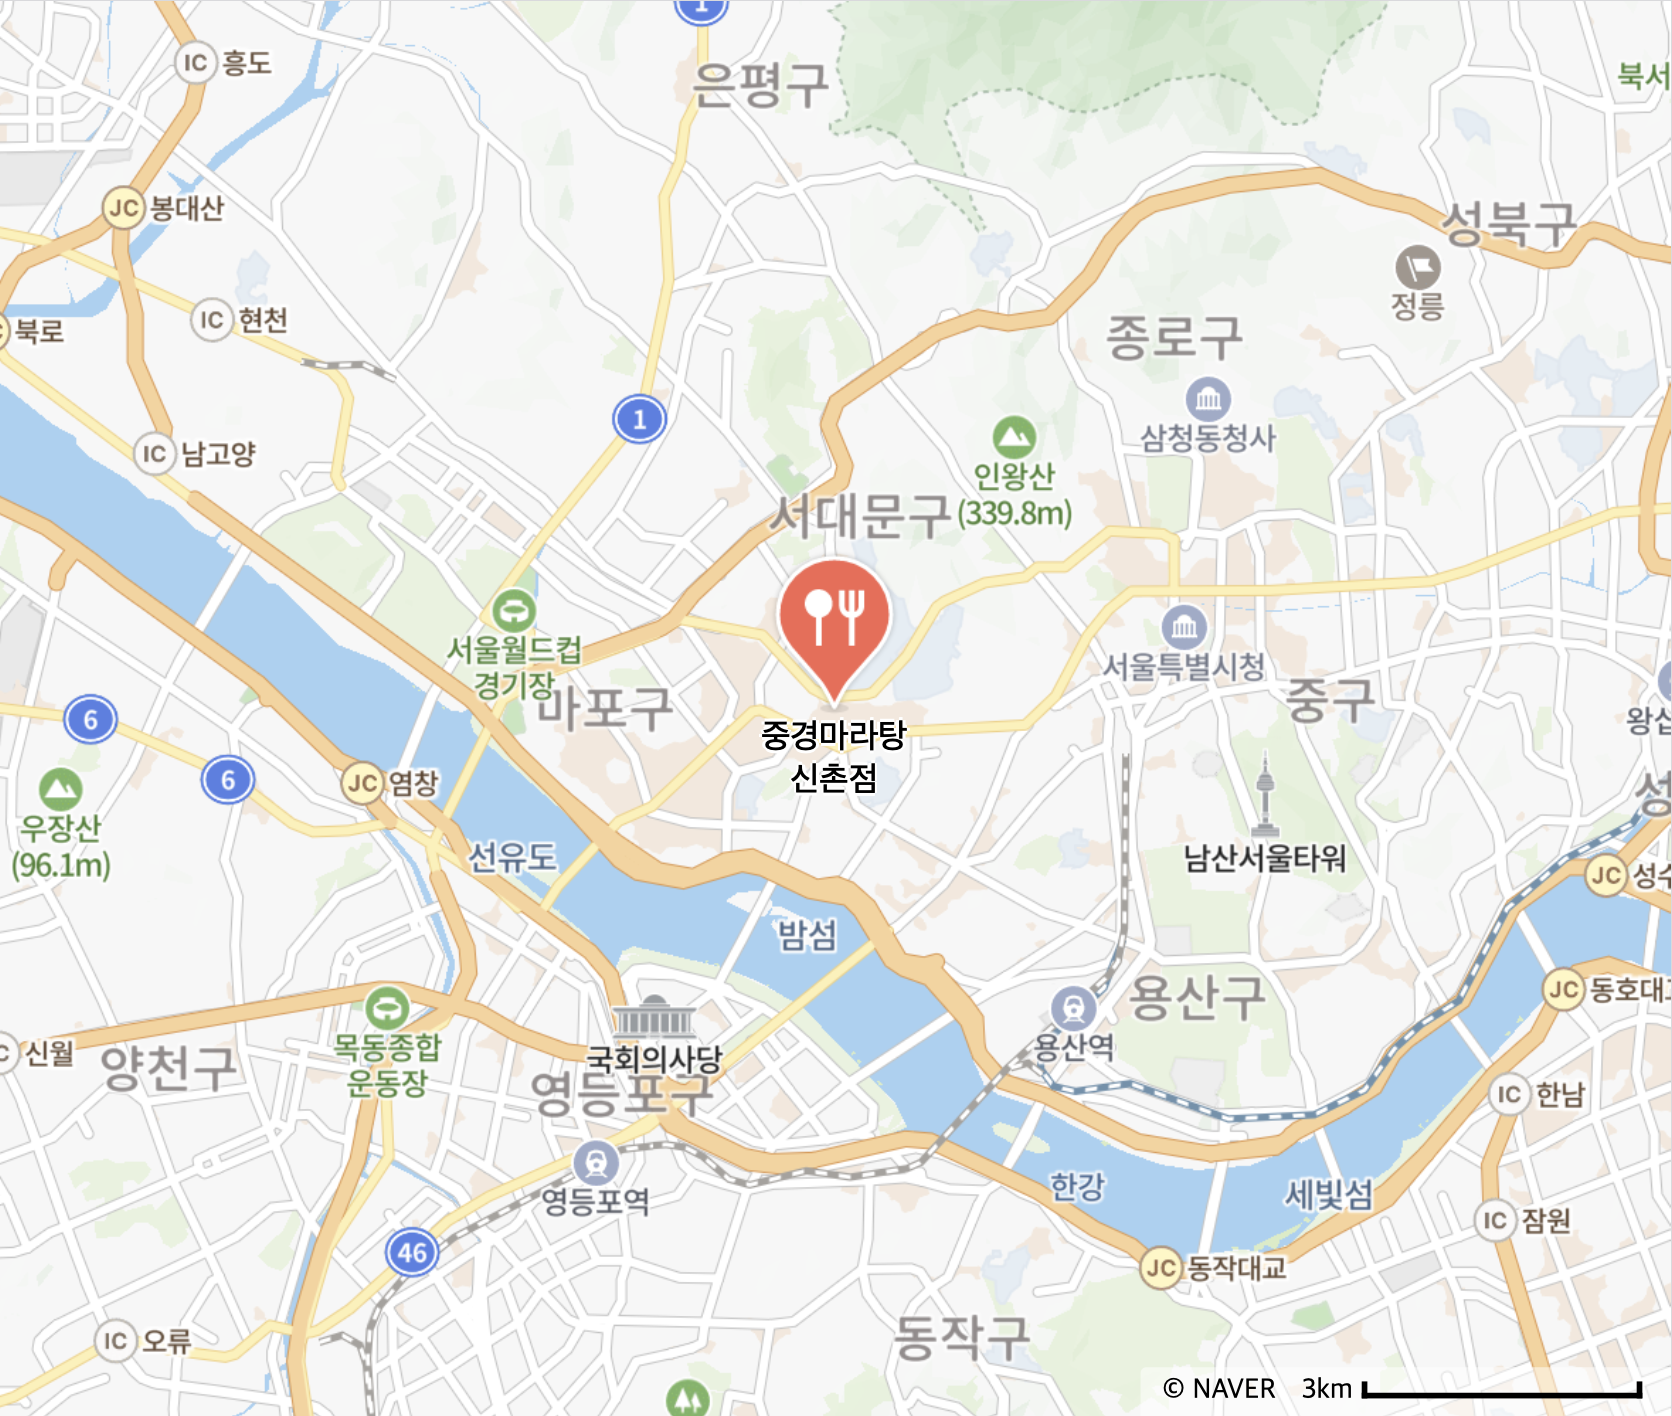 1
은평구
IC 흥도
북서
JC 봉대산
성북구
정릉
IC 현천
북로
종로구
1
삼청동청사
IC 남고양
인왕산
(339.8m)
서대문구
서울월드컵
경기장
마포구
서울특별시청
중구
왕십
6
중경마라탕
신촌점
6
JC 염창
우장산
(96.1m)
선유도
남산서울타워
성
JC 성수
밤섬
용산구
JC 동호대교
국회의사당
용산역
신월
양천구
목동종합
운동장
영등포구
IC 한남
영등포역
한강
세빛섬
IC 잠원
46
JC 동작대교
IC 오류
동작구
© NAVER 3km